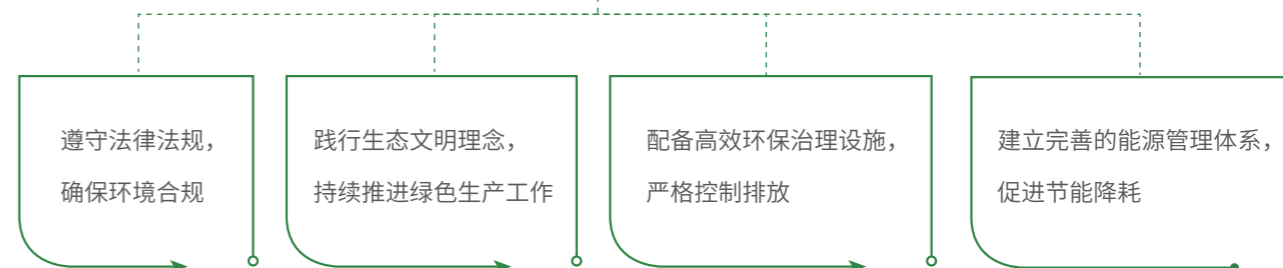 遵守法律法规，
确保环境合规
践行生态文明理念，
持续推进绿色生产工作
配备高效环保治理设施，
严格控制排放
建立完善的能源管理体系，
促进节能降耗